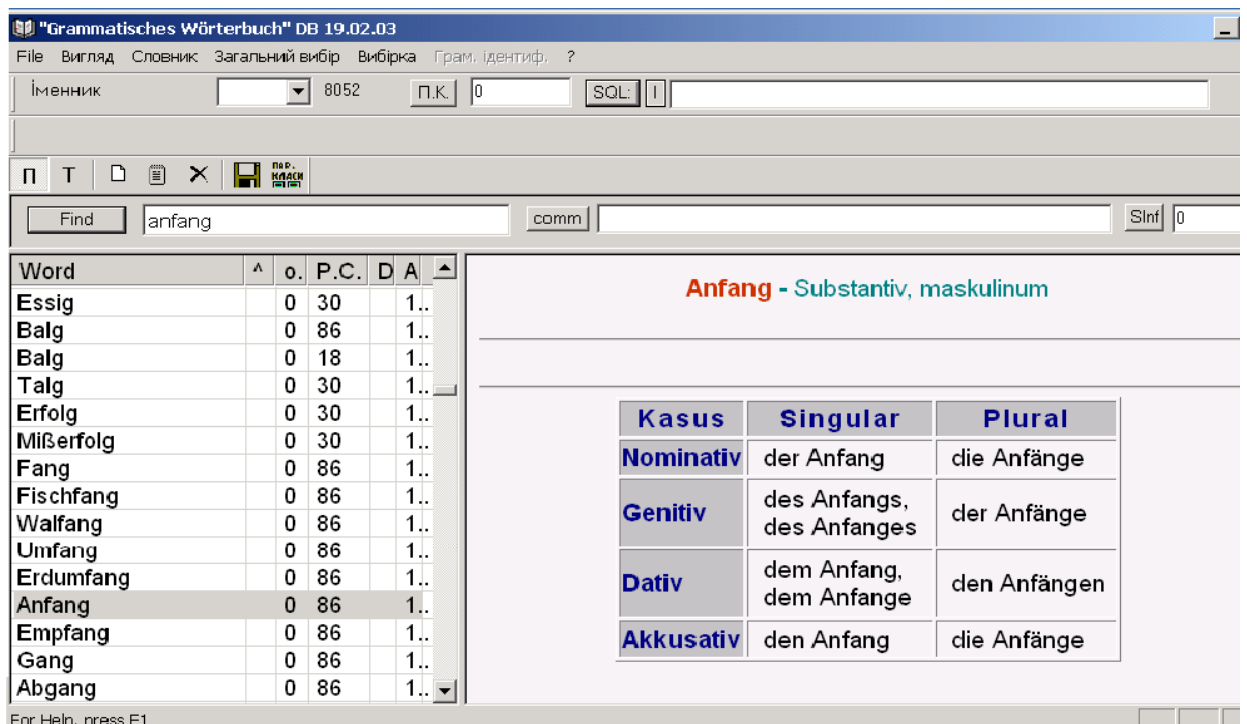 "Grammatisches Wörterbuch" DB 19.02.03
File Вигляд Словник Загальний вибір Вибірка Грам. ідентиф. ?
Іменник 8052 П.К. 0 SQL: I
П Т ПАР. КЛАСИ
Find anfang comm SInf 0
Word ^ o. P.C. D A
Essig 0 30 1..
Balg 0 86 1..
Balg 0 18 1..
Talg 0 30 1..
Erfolg 0 30 1..
Mißerfolg 0 30 1..
Fang 0 86 1..
Fischfang 0 86 1..
Walfang 0 86 1..
Umfang 0 86 1..
Erdumfang 0 86 1..
Anfang 0 86 1..
Empfang 0 86 1..
Gang 0 86 1..
Abgang 0 86 1..
Anfang - Substantiv, maskulinum
Kasus Singular Plural
Nominativ der Anfang die Anfänge
Genitiv des Anfangs, des Anfanges der Anfänge
Dativ dem Anfang, dem Anfange den Anfängen
Akkusativ den Anfang die Anfänge
For Help, press F1